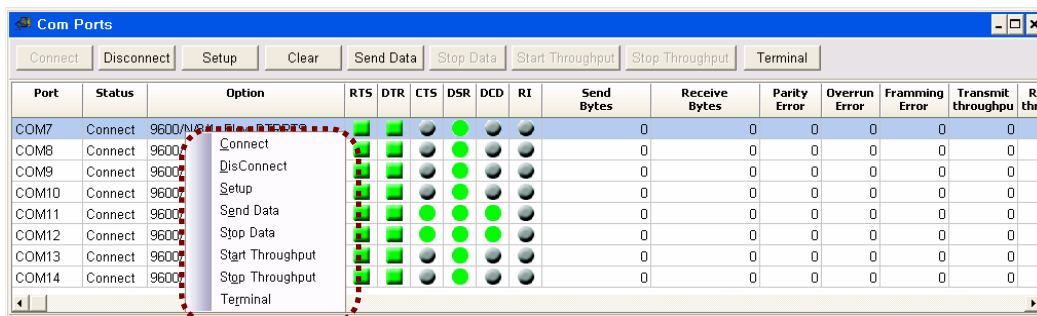 Com Ports
Connect Disconnect Setup Clear Send Data Stop Data Start Throughput Stop Throughput Terminal
Port Status Option RTS DTR CTS DSR DCD RI Send Bytes Receive Bytes Parity Error Overrun Error Framming Error Transmit throughpu
COM7 Connect 0 0 0 0 0 0
COM8 Connect 9600/ 0 0 0 0 0 0
COM9 Connect 9600/ 0 0 0 0 0 0
COM10 Connect 9600/ 0 0 0 0 0 0
COM11 Connect 9600/ 0 0 0 0 0 0
COM12 Connect 9600/ 0 0 0 0 0 0
COM13 Connect 9600/ 0 0 0 0 0 0
COM14 Connect 9600/ 0 0 0 0 0 0
Connect
DisConnect
Setup
Send Data
Stop Data
Start Throughput
Stop Throughput
Terminal